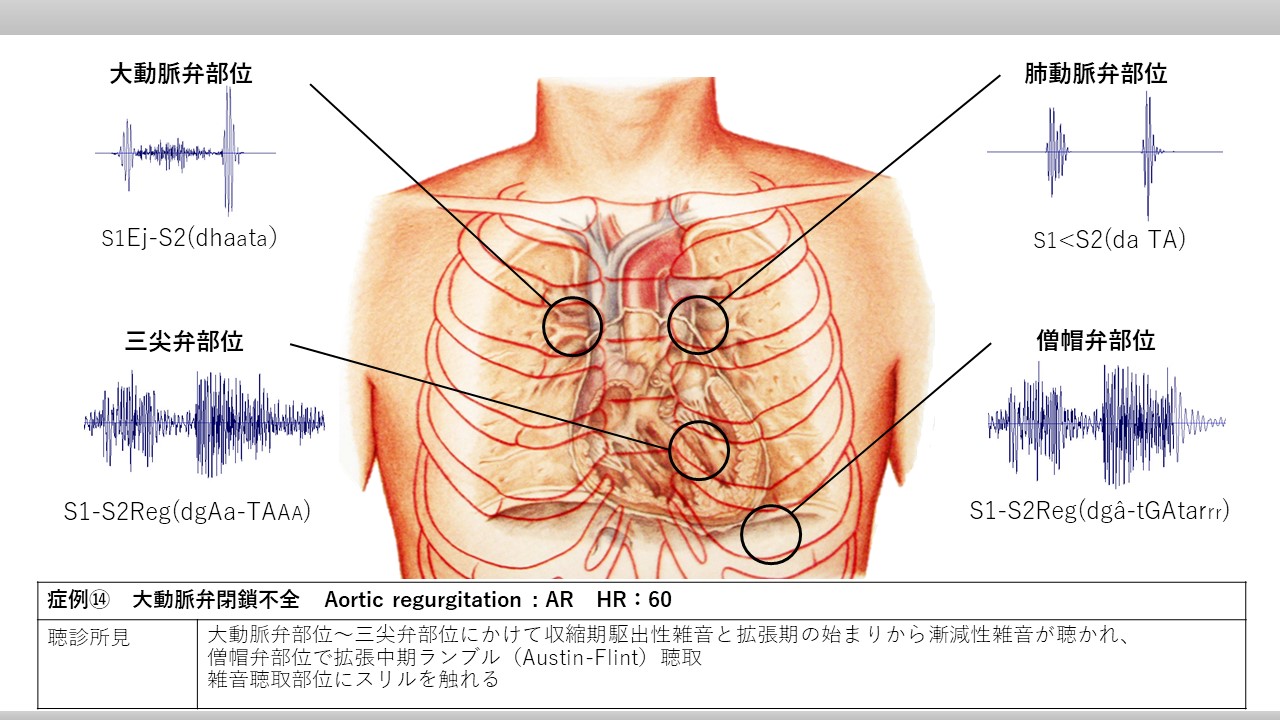 大動脈弁部位
S1Ej-S2(dhaata)
肺動脈弁部位
S1<S2(da TA)
三尖弁部位
S1-S2Reg(dgAa-TAAA)
僧帽弁部位
S1-S2Reg(dgâ-tGAtarrr)
症例⑭　大動脈弁閉鎖不全　Aortic regurgitation：AR　HR：60
聴診所見
大動脈弁部位～三尖弁部位にかけて収縮期駆出性雑音と拡張期の始まりから漸減性雑音が聴かれ、
僧帽弁部位で拡張中期ランブル（Austin-Flint）聴取
雑音聴取部位にスリルを触れる